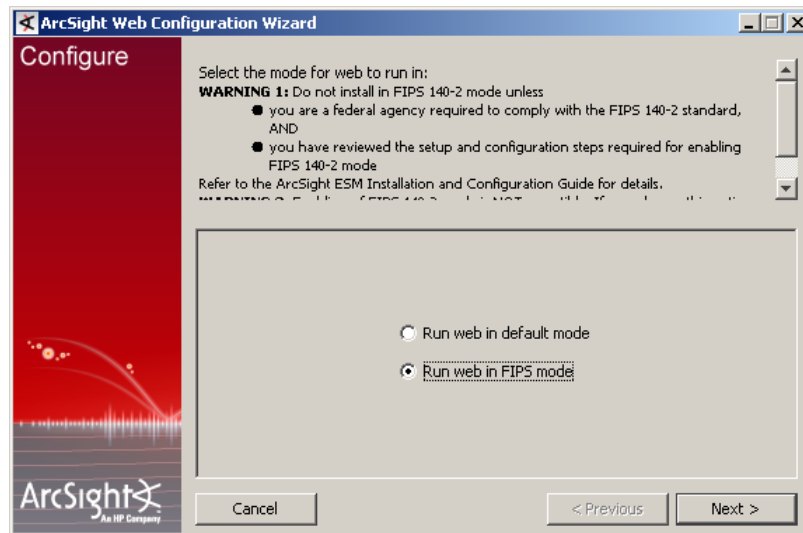 ArcSight Web Configuration Wizard
Configure
Select the mode for web to run in:
WARNING 1: Do not install in FIPS 140-2 mode unless
● you are a federal agency required to comply with the FIPS 140-2 standard,
AND
● you have reviewed the setup and configuration steps required for enabling
FIPS 140-2 mode
Refer to the ArcSight ESM Installation and Configuration Guide for details.
Run web in default mode
Run web in FIPS mode
ArcSight
An HP Company
Cancel
< Previous
Next >